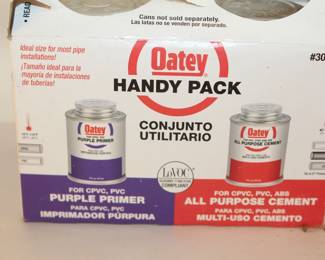 Cans not sold separately.
Las latas no se venden por separado.
Ideal size for most pipe
installations!
¡Tamaño ideal para la
mayoría de instalaciones
de tuberías!
Oatey
#30
HANDY PACK
CONJUNTO
UTILITARIO
Oatey
PURPLE PRIMER
Oatey
ALL PURPOSE CEMENT
LoVOC
COMPLIANT
FOR CPVC, PVC
PURPLE PRIMER
PARA CPVC, PVC
IMPRIMADOR PÚRPURA
FOR CPVC, PVC, ABS
ALL PURPOSE CEMENT
PARA CPVC, PVC, ABS
MULTI-USO CEMENTO